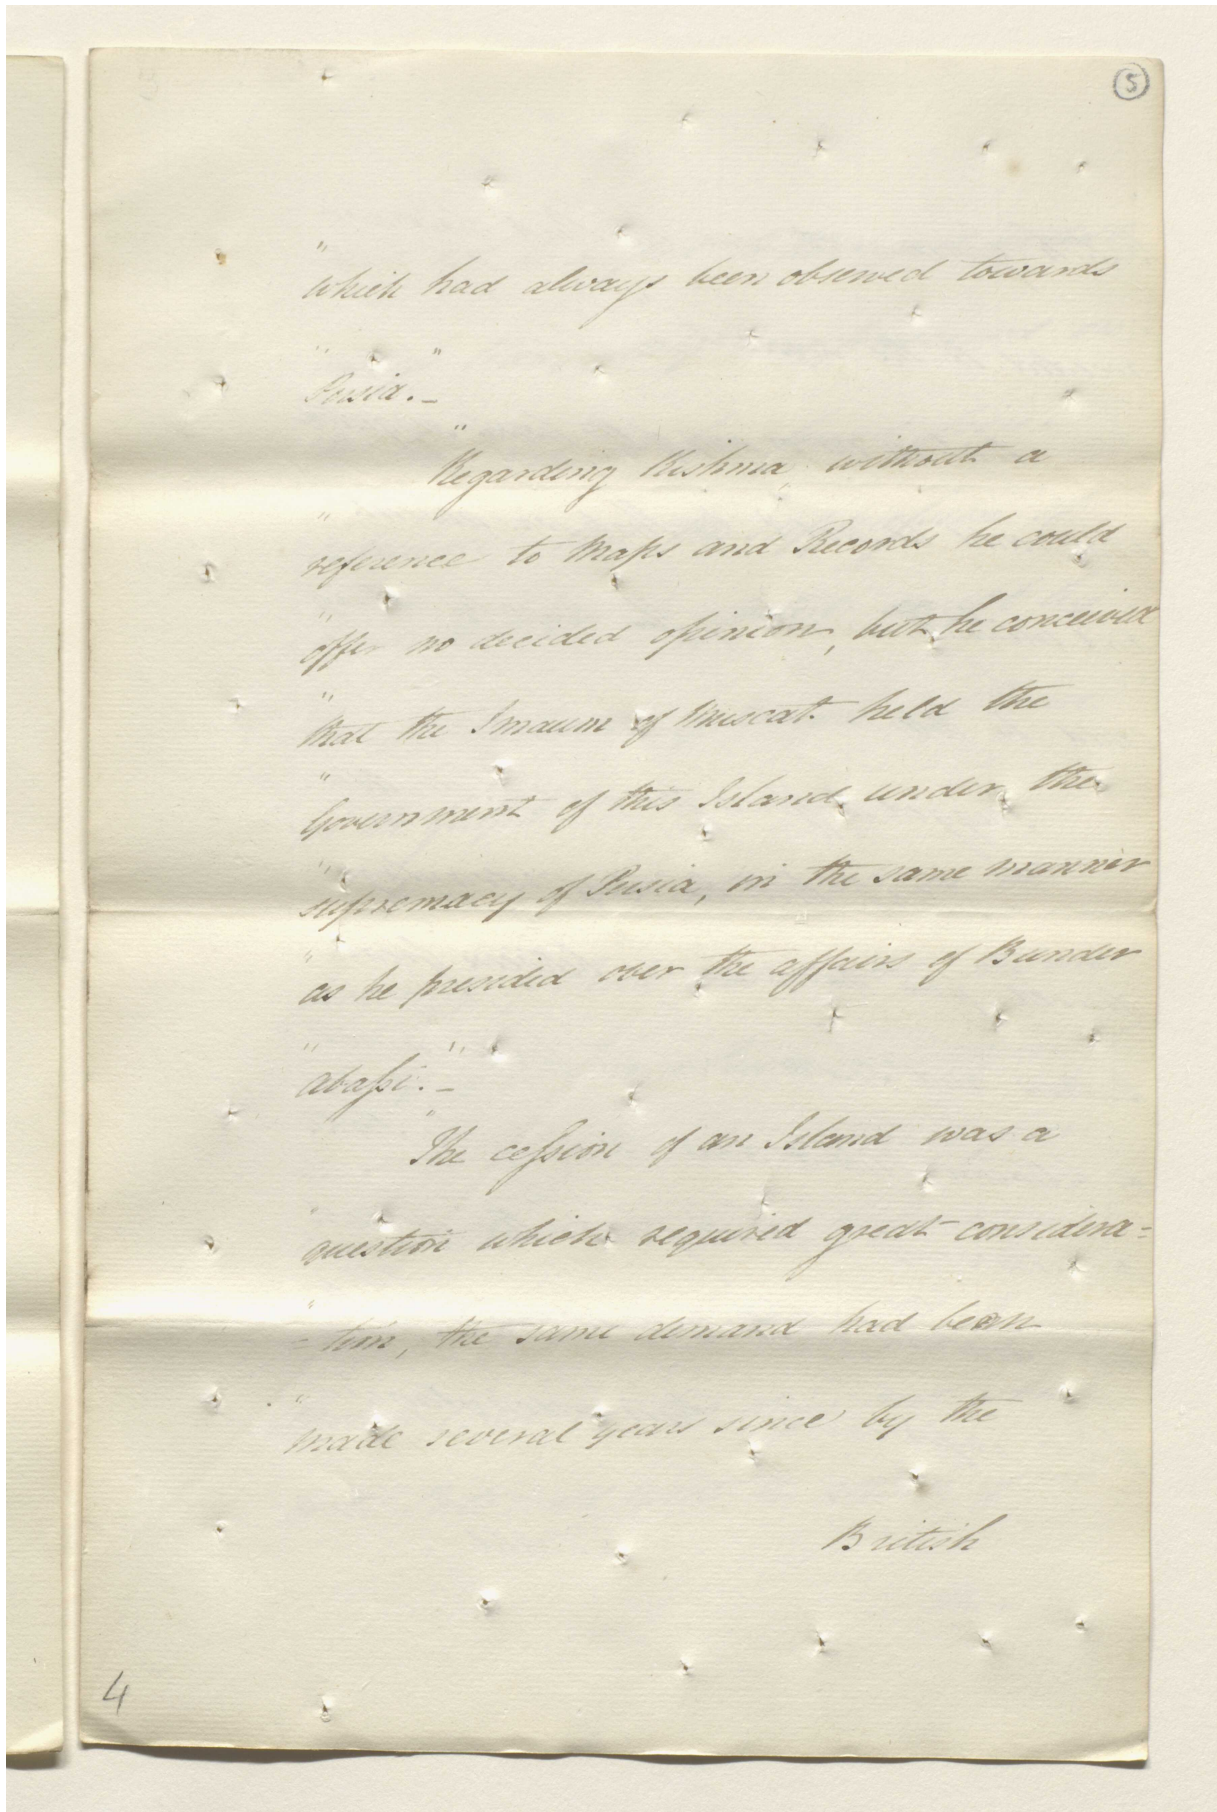 5
"which had always been observed towards
"Persia."_
"Regarding Kishma, without a
"reference to Maps and Records he could
"offer no decided opinion, but he conceived
"that the Imaum of Muscat held the
"Government of this Island under the
"supremacy of Persia, in the same manner
"as he presided over the affairs of Bunder
"Abaſsi."_
"The ceſsion of an Island was a
"question which required great considera=
"-tion, the same demand had been
"made several years since by the
British
4